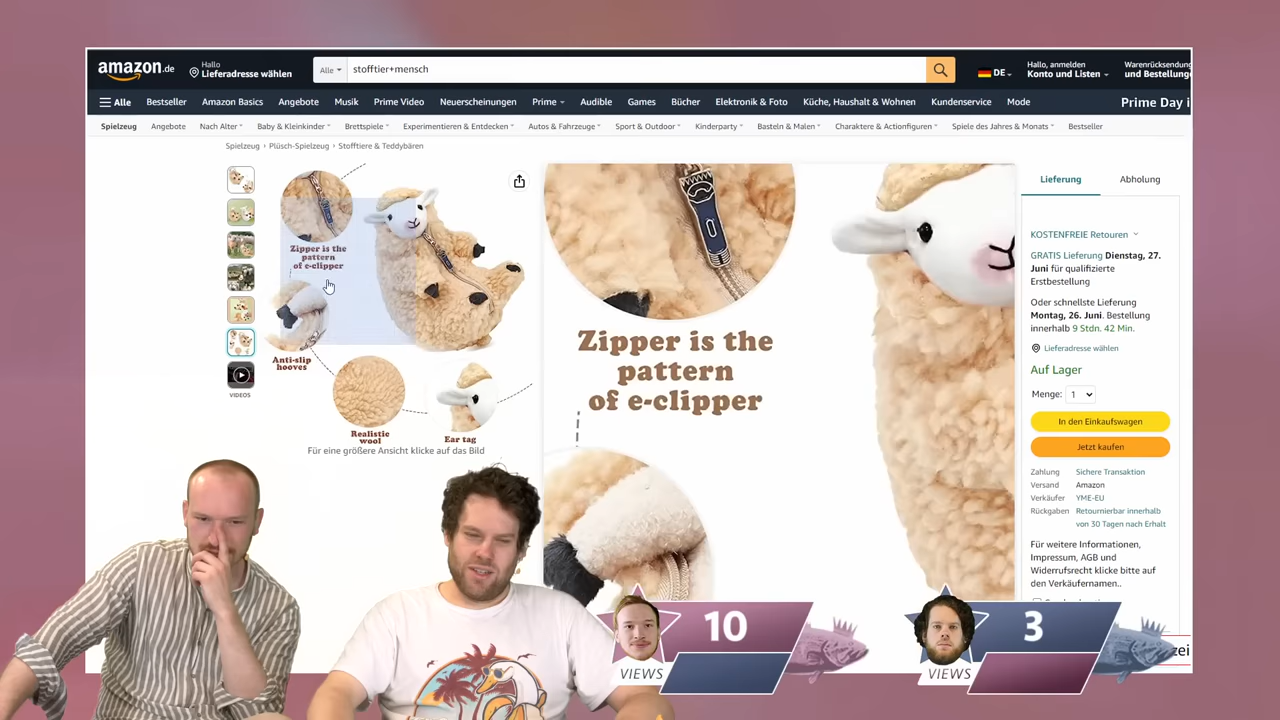 amazon.de
Hallo
Lieferadresse wählen
Alle
stofftier+mensch
DE
Hallo, anmelden
Konto und Listen
Warenrücksendung
und Bestellunge
Alle
Bestseller
Amazon Basics
Angebote
Musik
Prime Video
Neuerscheinungen
Prime
Audible
Games
Bücher
Elektronik & Foto
Küche, Haushalt & Wohnen
Kundenservice
Mode
Prime Day i
Spielzeug
Angebote
Nach Alter
Baby & Kleinkinder
Brettspiele
Experimentieren & Entdecken
Autos & Fahrzeuge
Sport & Outdoor
Kinderparty
Basteln & Malen
Charaktere & Actionfiguren
Spiele des Jahres & Monats
Bestseller
Spielzeug › Plüsch-Spielzeug › Stofftiere & Teddybären
VIDEOS
Zipper is the
pattern
of e-clipper
Anti-slip
hooves
Realistic
wool
Ear tag
Für eine größere Ansicht klicke auf das Bild
Zipper is the
pattern
of e-clipper
Lieferung
Abholung
KOSTENFREIE Retouren
GRATIS Lieferung Dienstag, 27.
Juni für qualifizierte
Erstbestellung
Oder schnellste Lieferung
Montag, 26. Juni. Bestellung
innerhalb 9 Stdn. 42 Min.
Lieferadresse wählen
Auf Lager
Menge: 1
In den Einkaufswagen
Jetzt kaufen
Zahlung Sichere Transaktion
Versand Amazon
Verkäufer YME-EU
Rückgaben Retournierbar innerhalb
von 30 Tagen nach Erhalt
Für weitere Informationen,
Impressum, AGB und
Widerrufsrecht klicke bitte auf
den Verkäufernamen..
10
VIEWS
3
VIEWS
zei